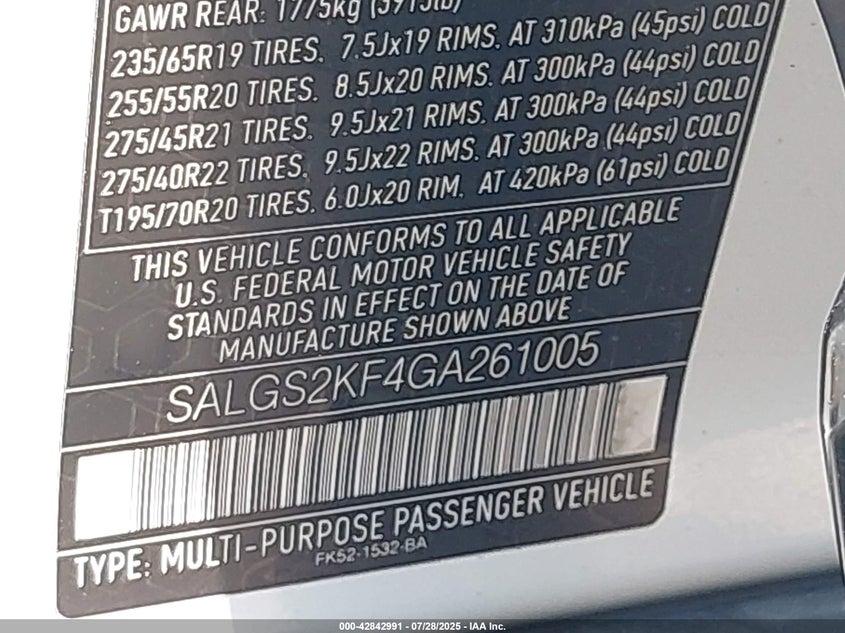 GAWR REAR: 1775kg (3913lb)
235/65R19 TIRES. 7.5Jx19 RIMS. AT 310kPa (45psi) COLD
255/55R20 TIRES. 8.5Jx20 RIMS. AT 300kPa (44psi) COLD
275/45R21 TIRES. 9.5Jx21 RIMS. AT 300kPa (44psi) COLD
275/40R22 TIRES. 9.5Jx22 RIMS. AT 300kPa (44psi) COLD
T195/70R20 TIRES. 6.0Jx20 RIM. AT 420kPa (61psi) COLD
THIS VEHICLE CONFORMS TO ALL APPLICABLE
U.S. FEDERAL MOTOR VEHICLE SAFETY
STANDARDS IN EFFECT ON THE DATE OF
MANUFACTURE SHOWN ABOVE
SALGS2KF4GA261005
TYPE: MULTI-PURPOSE PASSENGER VEHICLE
FK52-1532-BA
000-42842991 - 07/28/2025 - IAA Inc.